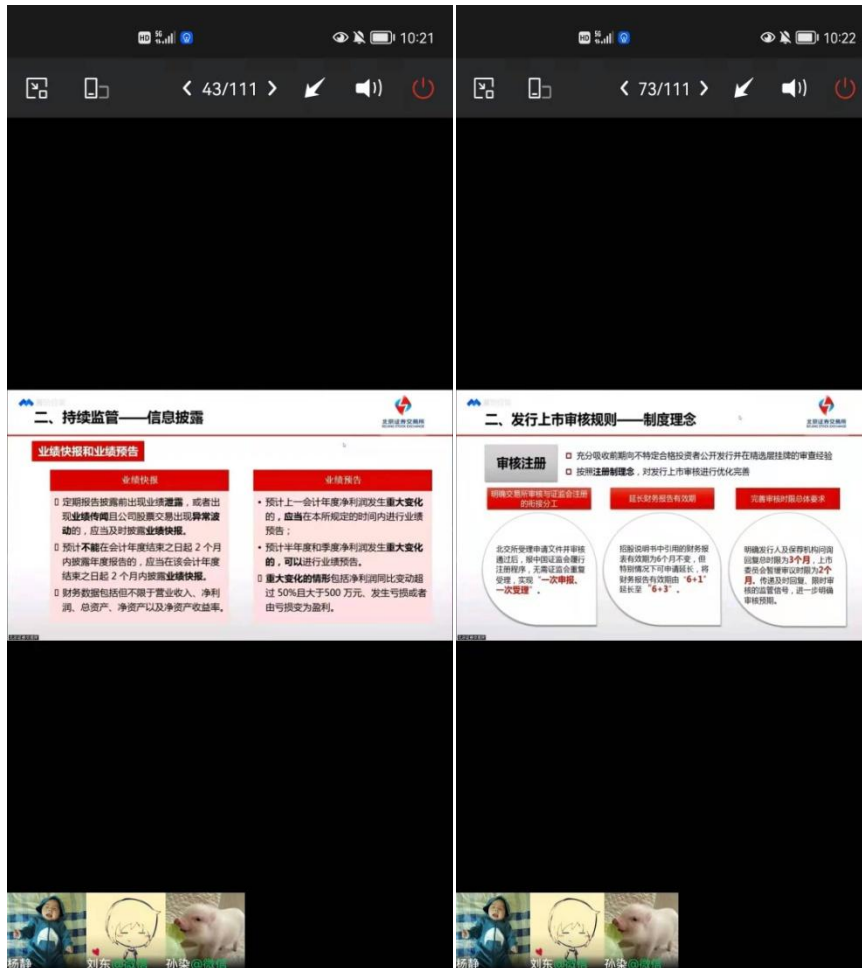 HD 5G 10:21
43/111
二、持续监管——信息披露
北京证券交易所
业绩快报和业绩预告
业绩快报
定期报告披露前出现业绩泄露，或者出
现业绩传闻且公司股票交易出现异常波
动的，应当及时披露业绩快报。
预计不能在会计年度结束之日起 2 个月
内披露年度报告的，应当在该会计年度
结束之日起 2 个月内披露业绩快报。
财务数据包括但不限于营业收入、净利
润、总资产、净资产以及净资产收益率。
业绩预告
• 预计上一会计年度净利润发生重大变化
的，应当在本所规定的时间内进行业绩
预告；
• 预计半年度和季度净利润发生重大变化
的，可以进行业绩预告。
重大变化的情形包括净利润同比变动超
过 50%且大于500 万元、发生亏损或者
由亏损变为盈利。
杨静
刘东@微信
孙染@微信
HD 5G 10:22
73/111
二、发行上市审核规则——制度理念
北京证券交易所
审核注册
充分吸收前期向不特定合格投资者公开发行并在精选层挂牌的审查经验
按照注册制理念，对发行上市审核进行优化完善
明确交易所审核与证监会注册
的衔接分工
北交所受理申请文件并审核
通过后，报中国证监会履行
注册程序，无需证监会重复
受理，实现“一次申报、
一次受理”。
延长财务报告有效期
招股说明书中引用的财务报
表有效期为6个月不变，但
特别情况下可申请延长，将
财务报告有效期由“6+1”
延长至“6+3”。
完善审核时限总体要求
明确发行人及保荐机构问询
回复总时限为3个月，上市
委员会暂缓审议时限为2个
月，传递及时回复、限时审
核的监管信号，进一步明确
审核预期。
杨静
刘东@微信
孙染@微信